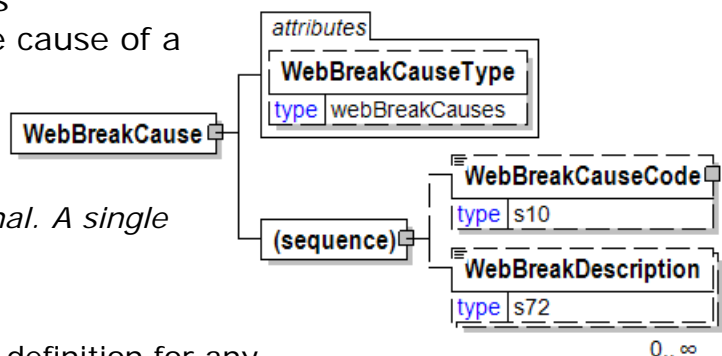 s
e cause of a
attributes
WebBreakCauseType
type webBreakCauses
WebBreakCause
WebBreakCauseCode
type s10
nal. A single
(sequence)
WebBreakDescription
type s72
0.. ∞
definition for any